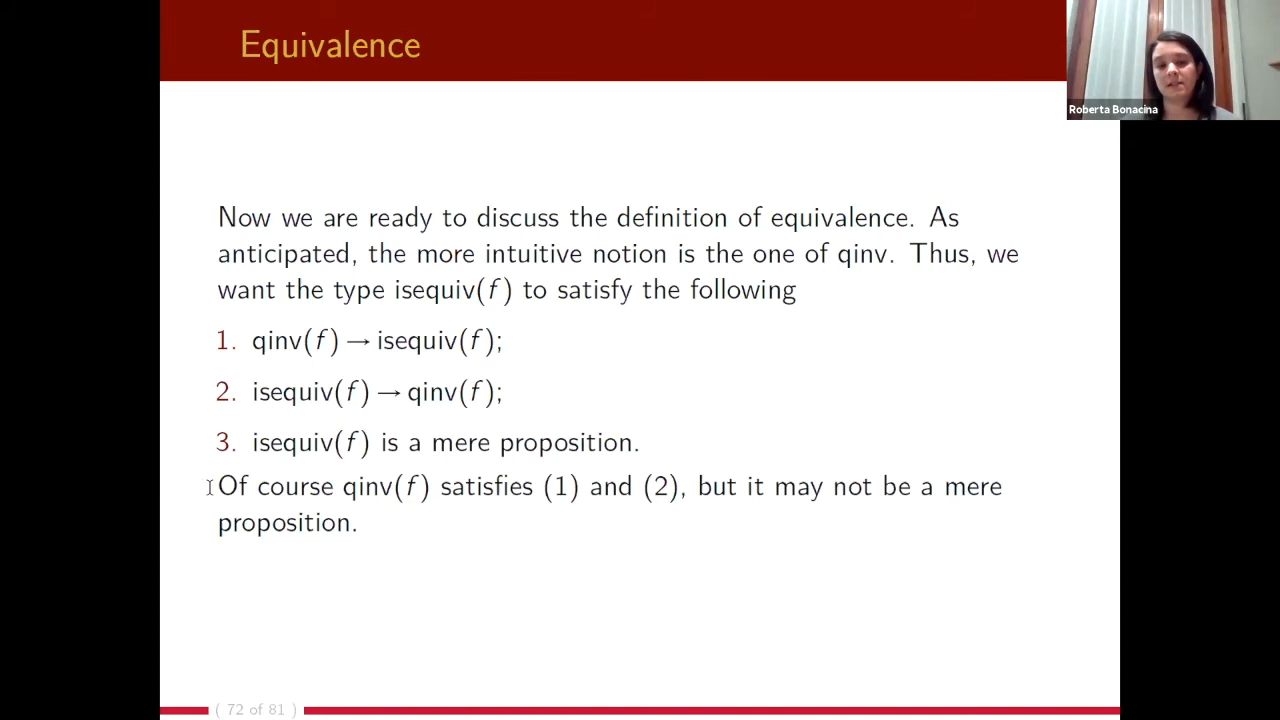 Equivalence
Roberta Bonacina
Now we are ready to discuss the definition of equivalence. As
anticipated, the more intuitive notion is the one of qinv. Thus, we
want the type isequiv(f) to satisfy the following
1. qinv(f) → isequiv(f);
2. isequiv(f) → qinv(f);
3. isequiv(f) is a mere proposition.
Of course qinv(f) satisfies (1) and (2), but it may not be a mere
proposition.
( 72 of 81 )